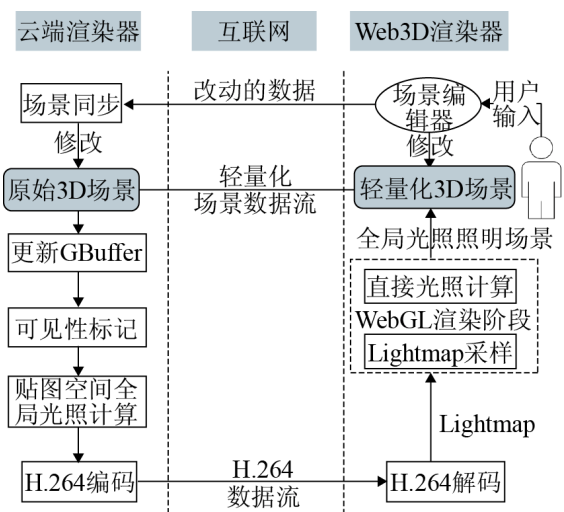 云端渲染器
互联网
Web3D渲染器
场景同步
改动的数据
场景编
辑器
用户
输入
修改
修改
原始3D场景
轻量化
场景数据流
轻量化3D场景
更新GBuffer
全局光照照明场景
直接光照计算
可见性标记
WebGL渲染阶段
Lightmap采样
贴图空间全
局光照计算
Lightmap
H.264编码
H.264
数据流
H.264解码